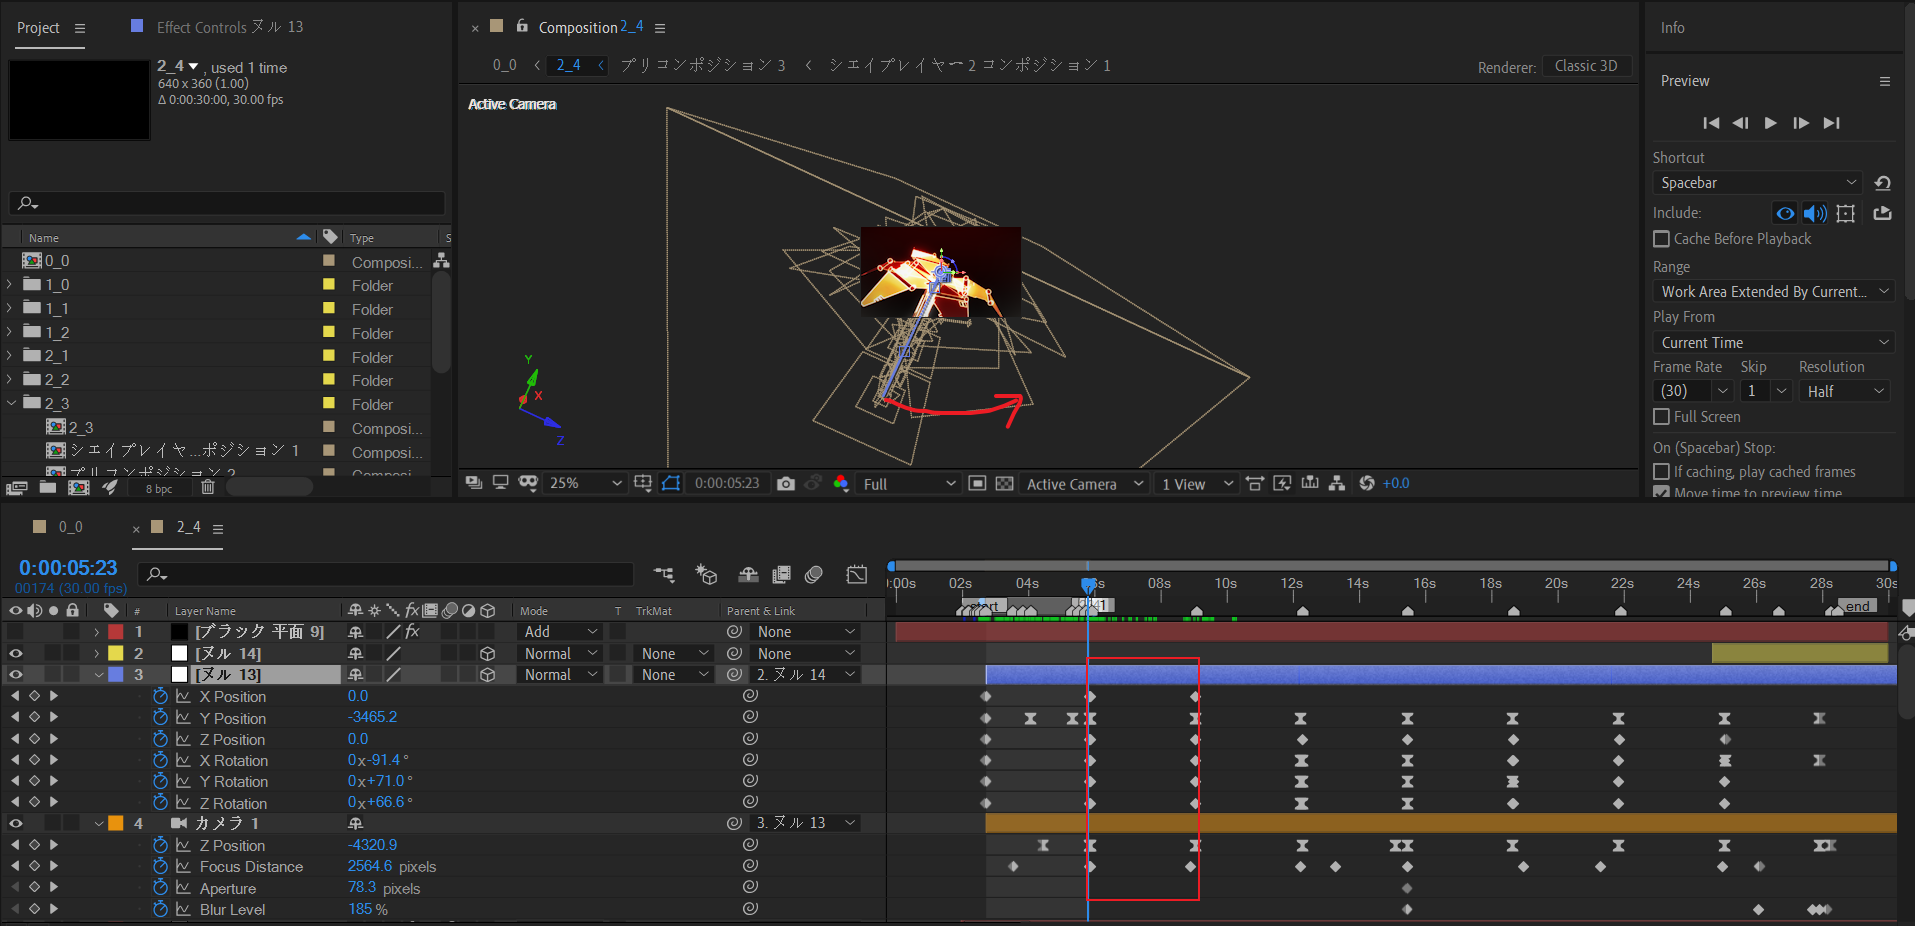 Project
Effect Controls ヌル 13
2_4 , used 1 time
640 x 360 (1.00)
Δ 0:00:30:00, 30.00 fps
Name Type S
0_0 Composi...
1_0 Folder
1_1 Folder
1_2 Folder
2_1 Folder
2_2 Folder
2_3 Folder
2_3 Composi...
シェイプレイヤ...ポジション 1 Composi...
プリコンポジション 2 Composi...
8 bpc
× Composition 2_4
0_0 < 2_4 < プリコンポジション 3 < シェイプレイヤー 2 コンポジション 1
Renderer: Classic 3D
Active Camera
Y
X
Z
25% 0:00:05:23 Full Active Camera 1 View +0.0
Info
Preview
Shortcut
Spacebar
Include:
Cache Before Playback
Range
Work Area Extended By Current...
Play From
Current Time
Frame Rate Skip Resolution
(30) 1 Half
Full Screen
On (Spacebar) Stop:
If caching, play cached frames
Move time to preview time
0_0 × 2_4
0:00:05:23
00174 (30.00 fps)
# Layer Name fx Mode T TrkMat Parent & Link
:00s 02s 04s 06s 08s 10s 12s 14s 16s 18s 20s 22s 24s 26s 28s 30s
end
1 [ブラック 平面 9] fx Add None
2 [ヌル 14] Normal None None
3 [ヌル 13] Normal None 2. ヌル 14
X Position 0.0
Y Position -3465.2
Z Position 0.0
X Rotation 0x-91.4°
Y Rotation 0x+71.0°
Z Rotation 0x+66.6°
4 カメラ 1 3. ヌル 13
Z Position -4320.9
Focus Distance 2564.6 pixels
Aperture 78.3 pixels
Blur Level 185 %